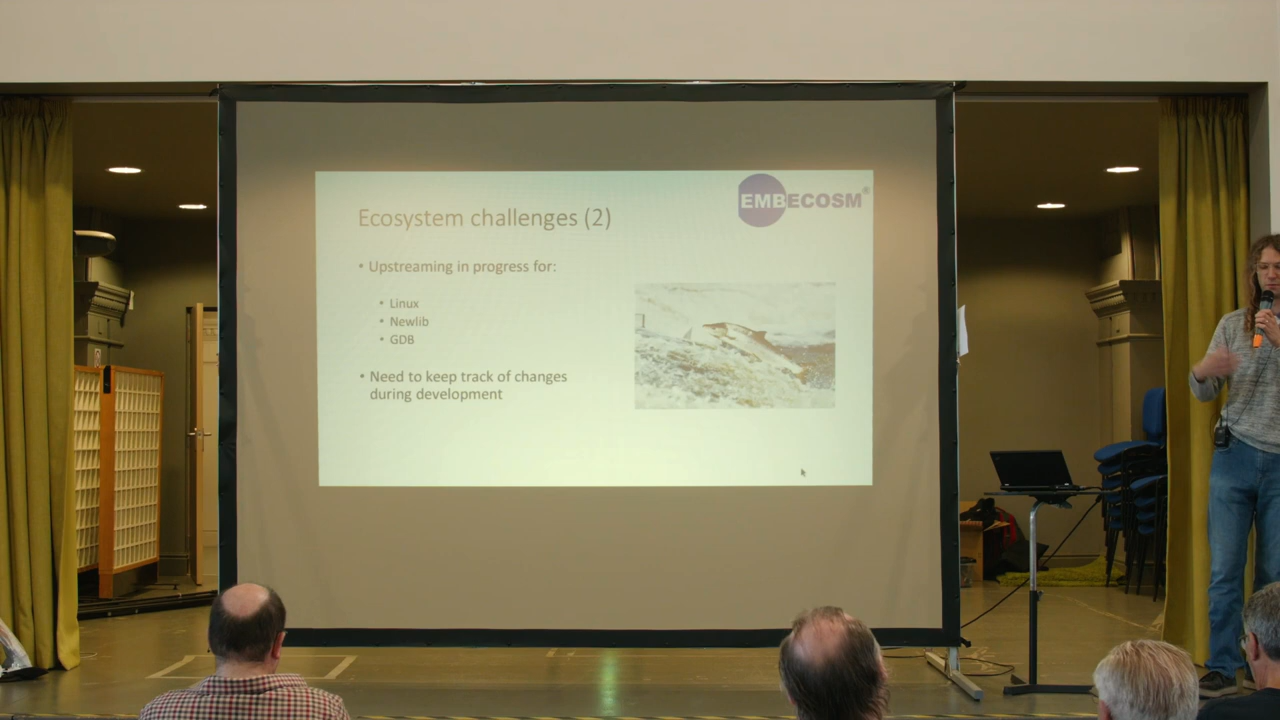 EMBECOSM®
Ecosystem challenges (2)
• Upstreaming in progress for:
• Linux
• Newlib
• GDB
• Need to keep track of changes
during development